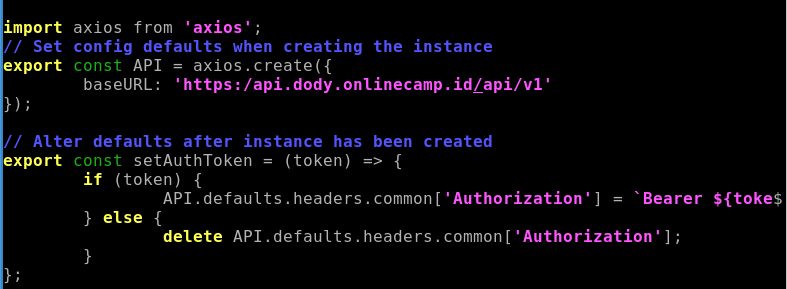 import axios from 'axios';
// Set config defaults when creating the instance
export const API = axios.create({
        baseURL: 'https:/api.dody.onlinecamp.id/api/v1'
});

// Alter defaults after instance has been created
export const setAuthToken = (token) => {
        if (token) {
                API.defaults.headers.common['Authorization'] = `Bearer ${toke$
        } else {
                delete API.defaults.headers.common['Authorization'];
        }
};